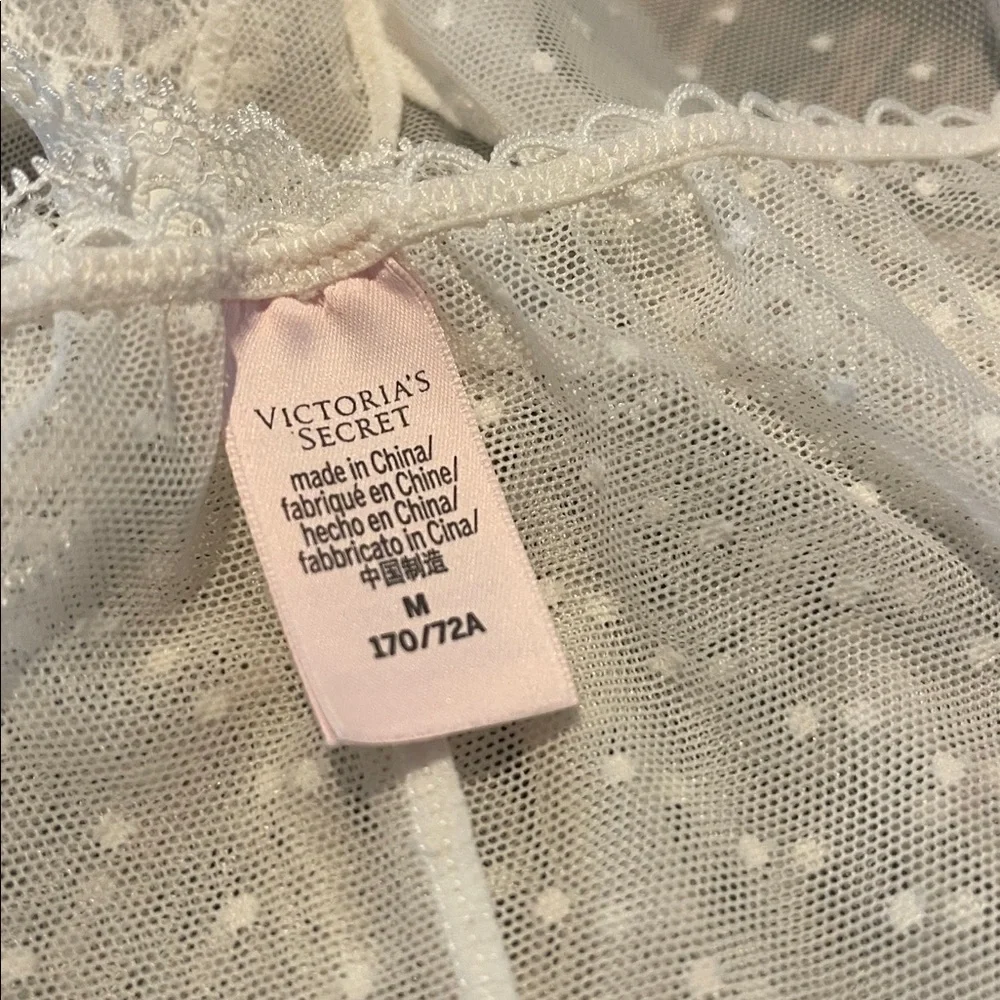 VICTORIA'S
SECRET
made in China/
fabriqué en Chine/
hecho en China/
fabbricato in Cina/
中国制造
M
170/72A